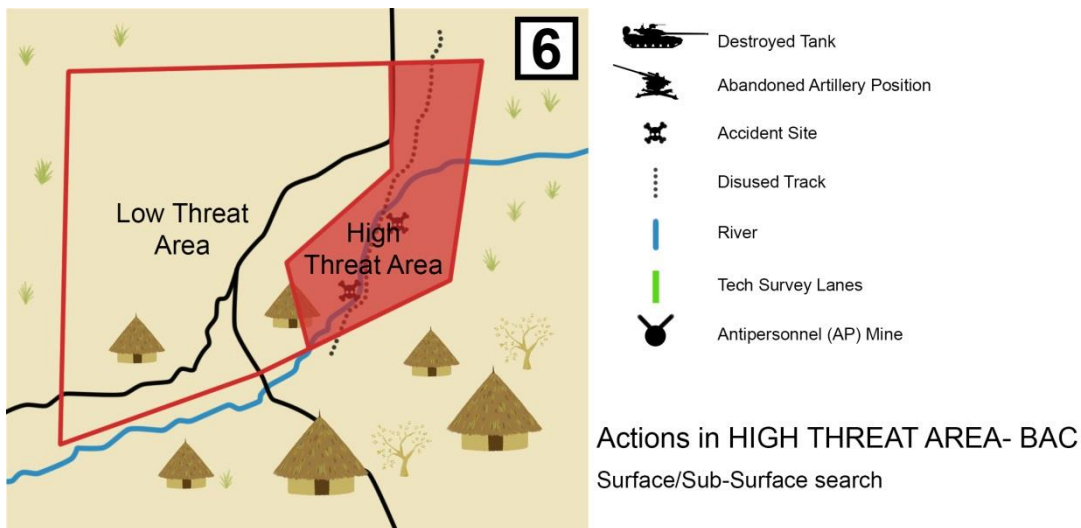 6
Low Threat
Area
High
Threat Area
Destroyed Tank
Abandoned Artillery Position
Accident Site
Disused Track
River
Tech Survey Lanes
Antipersonnel (AP) Mine
Actions in HIGH THREAT AREA- BAC
Surface/Sub-Surface search